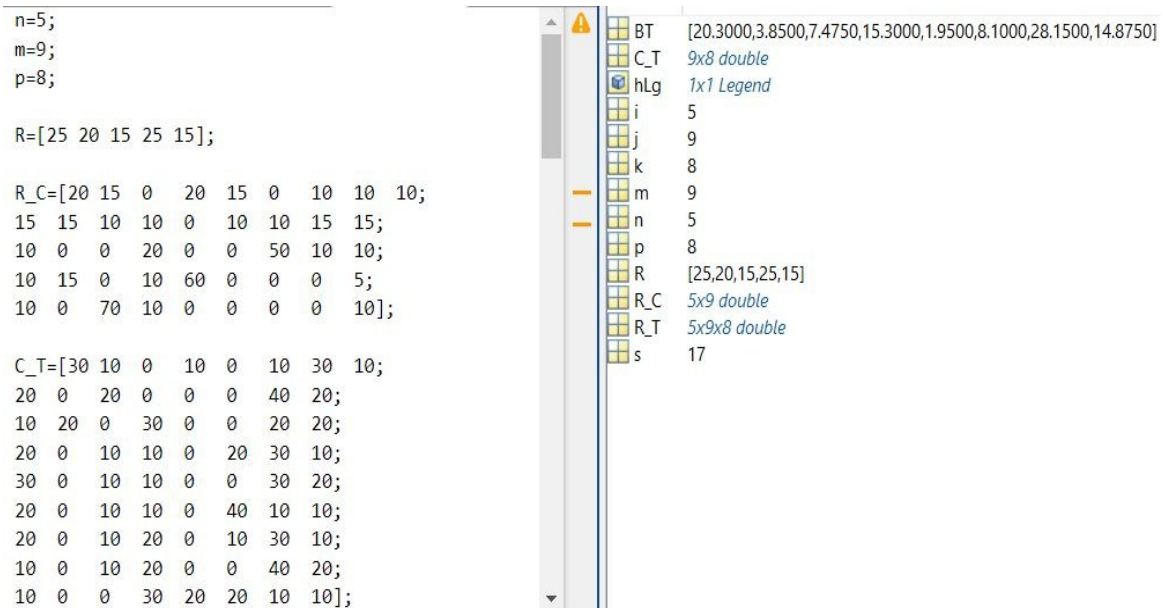 n=5;
m=9;
p=8;
R=[25 20 15 25 15];
R_C=[20 15 0 20 15 0 10 10 10;
15 15 10 10 0 10 10 15 15;
10 0 0 20 0 0 50 10 10;
10 15 0 10 60 0 0 0 5;
10 0 70 10 0 0 0 0 10];
C_T=[30 10 0 10 0 10 30 10;
20 0 20 0 0 0 40 20;
10 20 0 30 0 0 20 20;
20 0 10 10 0 20 30 10;
30 0 10 10 0 0 30 20;
20 0 10 10 0 40 10 10;
20 0 10 20 0 10 30 10;
10 0 10 20 0 0 40 20;
10 0 0 30 20 20 10 10];
BT [20.3000,3.8500,7.4750,15.3000,1.9500,8.1000,28.1500,14.8750]
C_T 9x8 double
hLg 1x1 Legend
i 5
j 9
k 8
m 9
n 5
p 8
R [25,20,15,25,15]
R_C 5x9 double
R_T 5x9x8 double
s 17